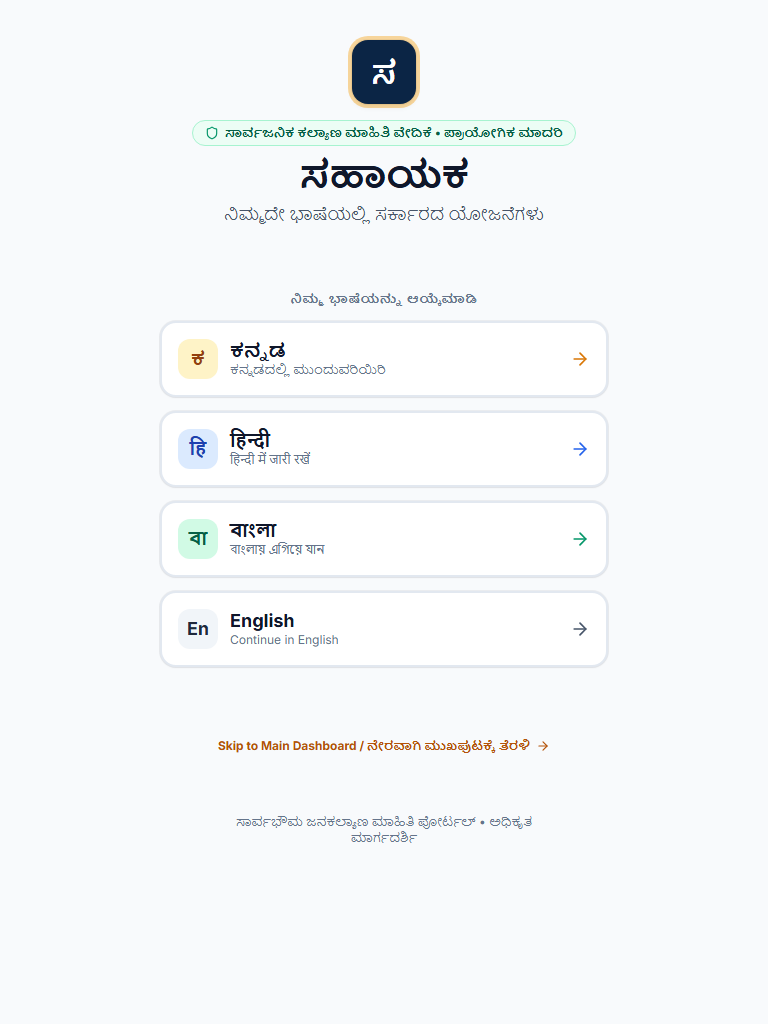 ಸ
ಸಾರ್ವಜನಿಕ ಕಲ್ಯಾಣ ಮಾಹಿತಿ ವೇದಿಕೆ • ಪ್ರಾಯೋಗಿಕ ಮಾದರಿ
ಸಹಾಯಕ
ನಿಮ್ಮದೇ ಭಾಷೆಯಲ್ಲಿ ಸರ್ಕಾರದ ಯೋಜನೆಗಳು
ನಿಮ್ಮ ಭಾಷೆಯನ್ನು ಆಯ್ಕೆಮಾಡಿ
ಕ
ಕನ್ನಡ
ಕನ್ನಡದಲ್ಲಿ ಮುಂದುವರಿಯಿರಿ
हि
हिन्दी
हिन्दी में जारी रखें
বা
বাংলা
বাংলায় এগিয়ে যান
En
English
Continue in English
Skip to Main Dashboard / ನೇರವಾಗಿ ಮುಖಪುಟಕ್ಕೆ ತೆರಳಿ →
ಸಾರ್ವಭೌಮ ಜನಕಲ್ಯಾಣ ಮಾಹಿತಿ ಪೋರ್ಟಲ್ • ಅಧಿಕೃತ
ಮಾರ್ಗದರ್ಶಿ